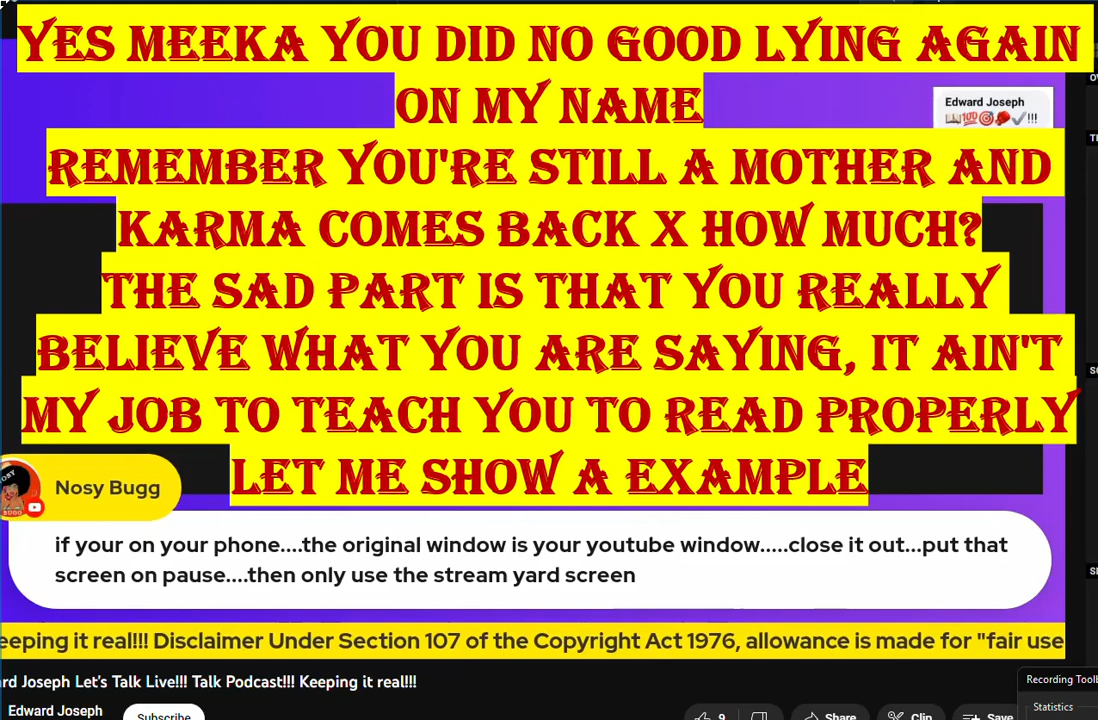 YES MEEKA YOU DID NO GOOD LYING AGAIN
ON MY NAME
Edward Joseph
💯🎯🥊✔!!!
REMEMBER YOU'RE STILL A MOTHER AND
KARMA COMES BACK X HOW MUCH?
THE SAD PART IS THAT YOU REALLY
BELIEVE WHAT YOU ARE SAYING, IT AIN'T
MY JOB TO TEACH YOU TO READ PROPERLY
LET ME SHOW A EXAMPLE
NOSY
BUGG
Nosy Bugg
if your on your phone....the original window is your youtube window.....close it out...put that
screen on pause....then only use the stream yard screen
eeping it real!!! Disclaimer Under Section 107 of the Copyright Act 1976, allowance is made for "fair use
rd Joseph Let's Talk Live!!! Talk Podcast!!! Keeping it real!!!
Recording Toolb
Edward Joseph
Subscribe
9
Share
Clip
Save
Statistics